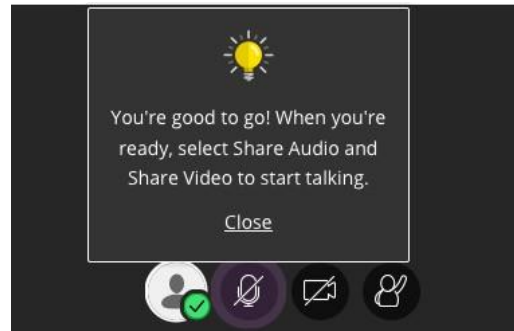 You're good to go! When you're
ready, select Share Audio and
Share Video to start talking.
Close